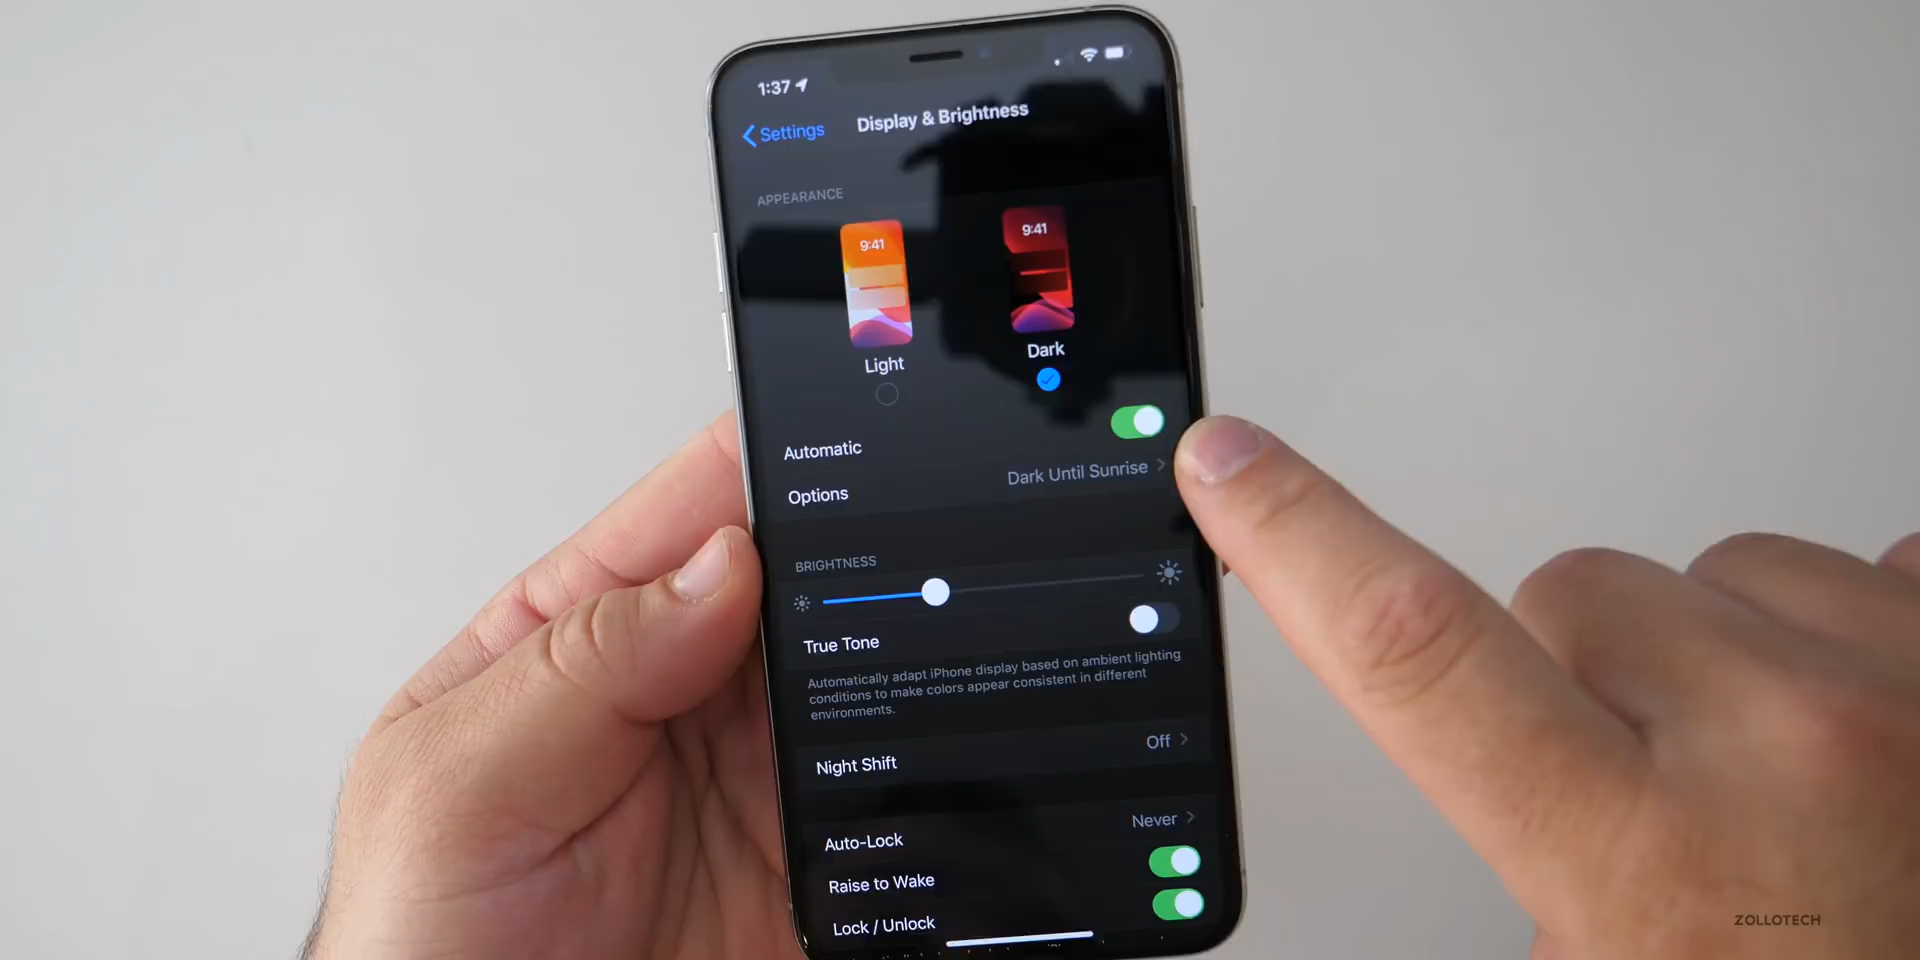 1:37
Settings
Display & Brightness
APPEARANCE
9:41
9:41
Light
Dark
Automatic
Options
Dark Until Sunrise
BRIGHTNESS
True Tone
Automatically adapt iPhone display based on ambient lighting
conditions to make colors appear consistent in different
environments.
Night Shift
Off
Auto-Lock
Never
Raise to Wake
Lock / Unlock
ZOLLOTECH